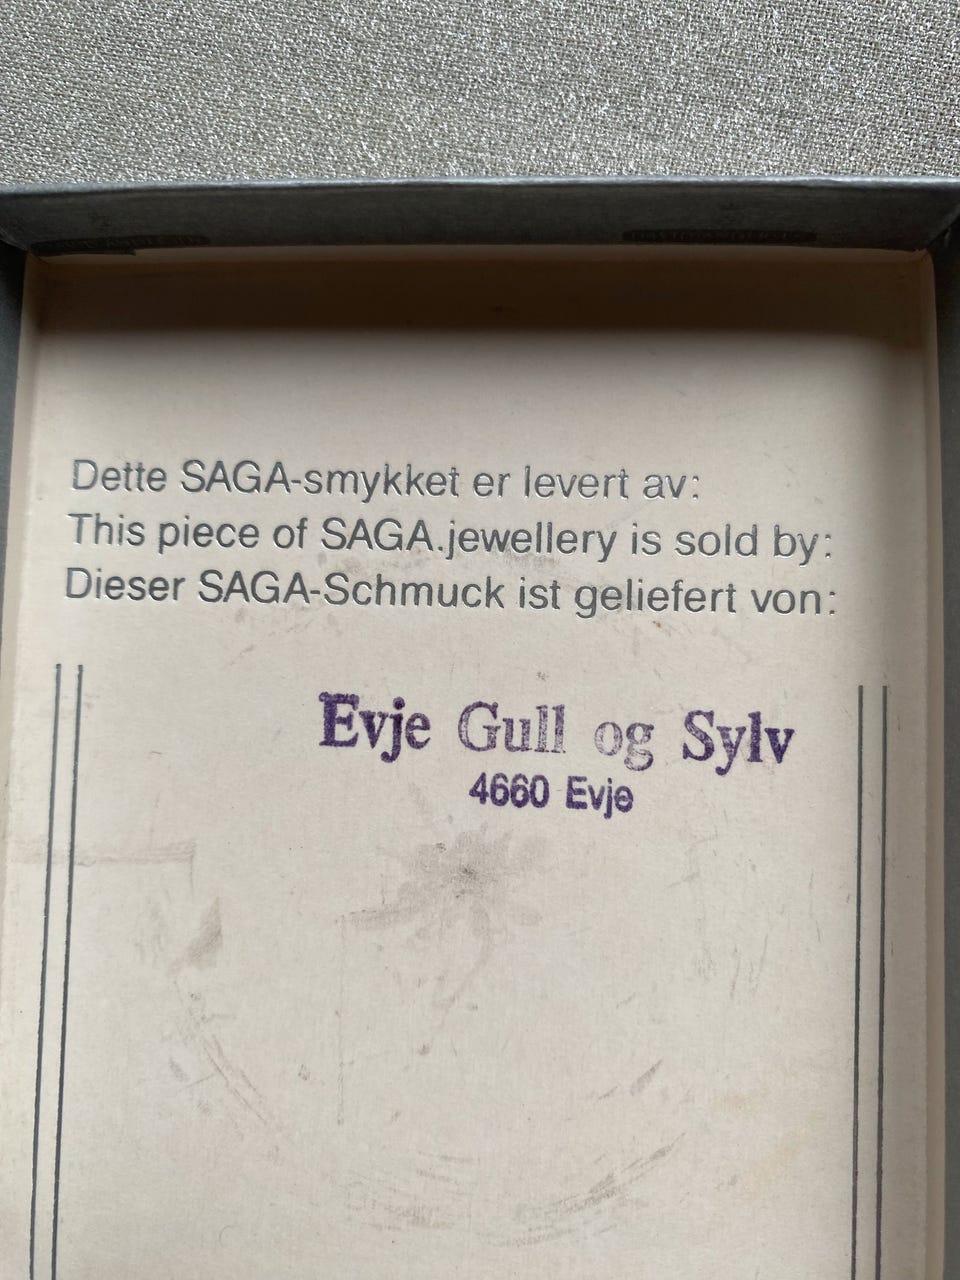 Dette SAGA-smykket er levert av:
This piece of SAGA.jewellery is sold by:
Dieser SAGA-Schmuck ist geliefert von:
Evje Gull og Sylv
4660 Evje